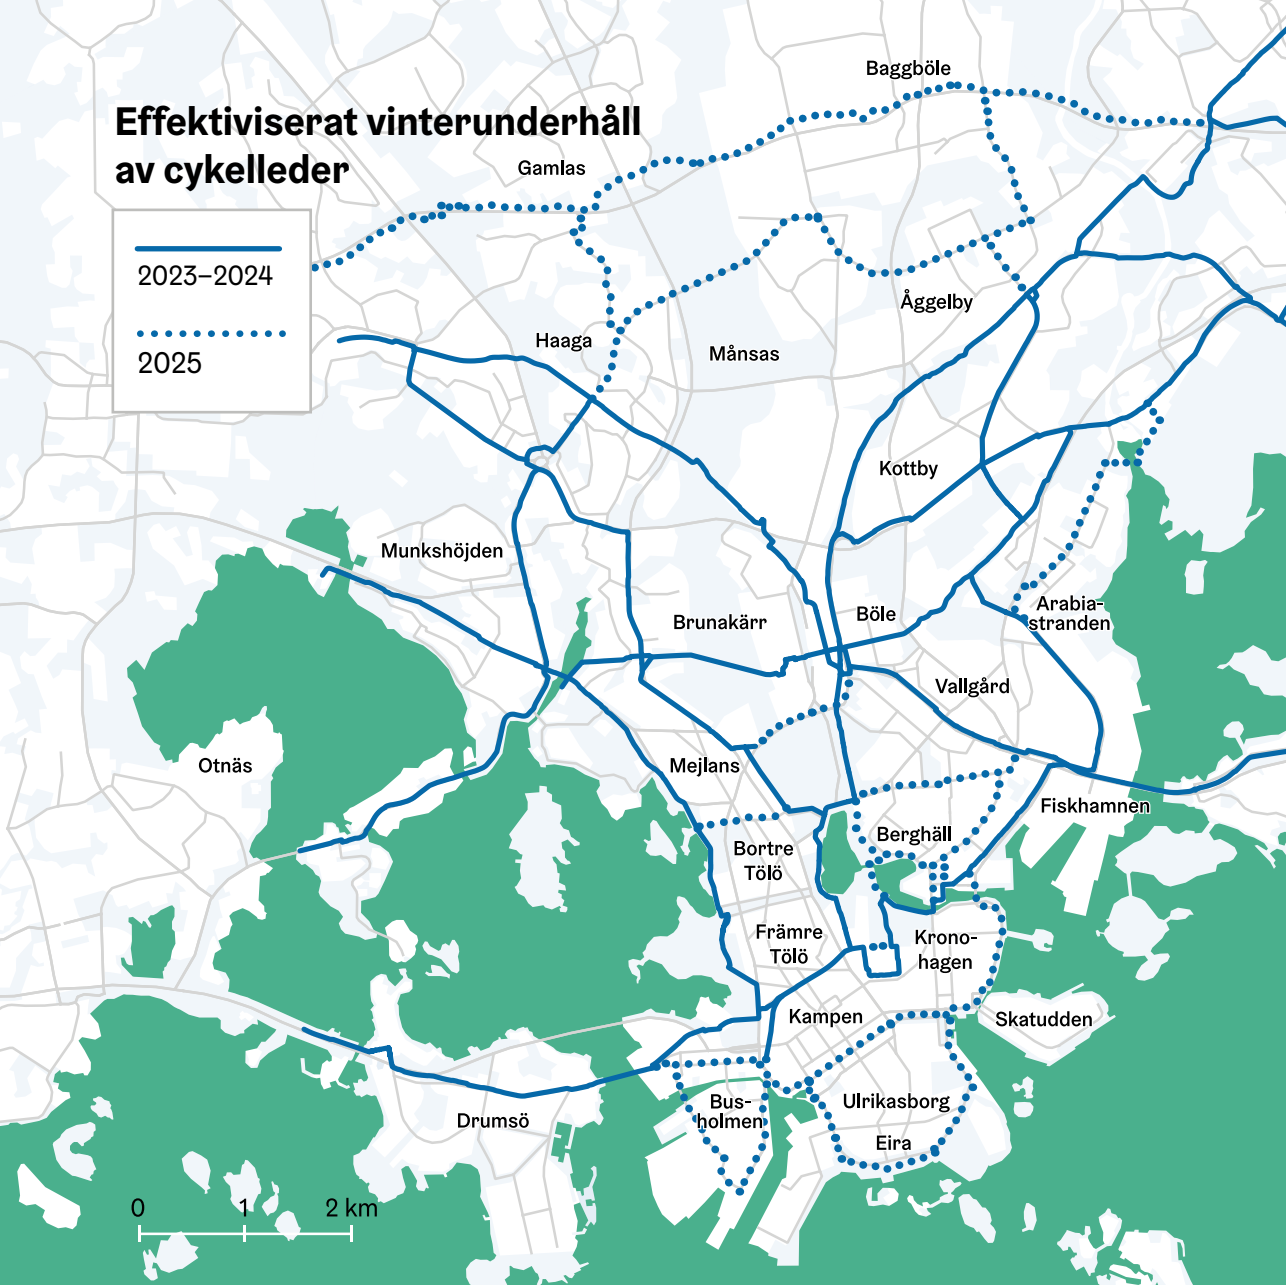 Effektiviserat vinterunderhåll
av cykelleder
2023–2024
2025
Baggböle
Gamlas
Åggelby
Haaga
Månsas
Kottby
Munkshöjden
Brunakärr
Böle
Arabia-
stranden
Vallgård
Otnäs
Mejlans
Fiskhamnen
Berghäll
Bortre
Tölö
Främre
Tölö
Krono-
hagen
Kampen
Skatudden
Drumsö
Bus-
holmen
Ulrikasborg
Eira
0 1 2 km